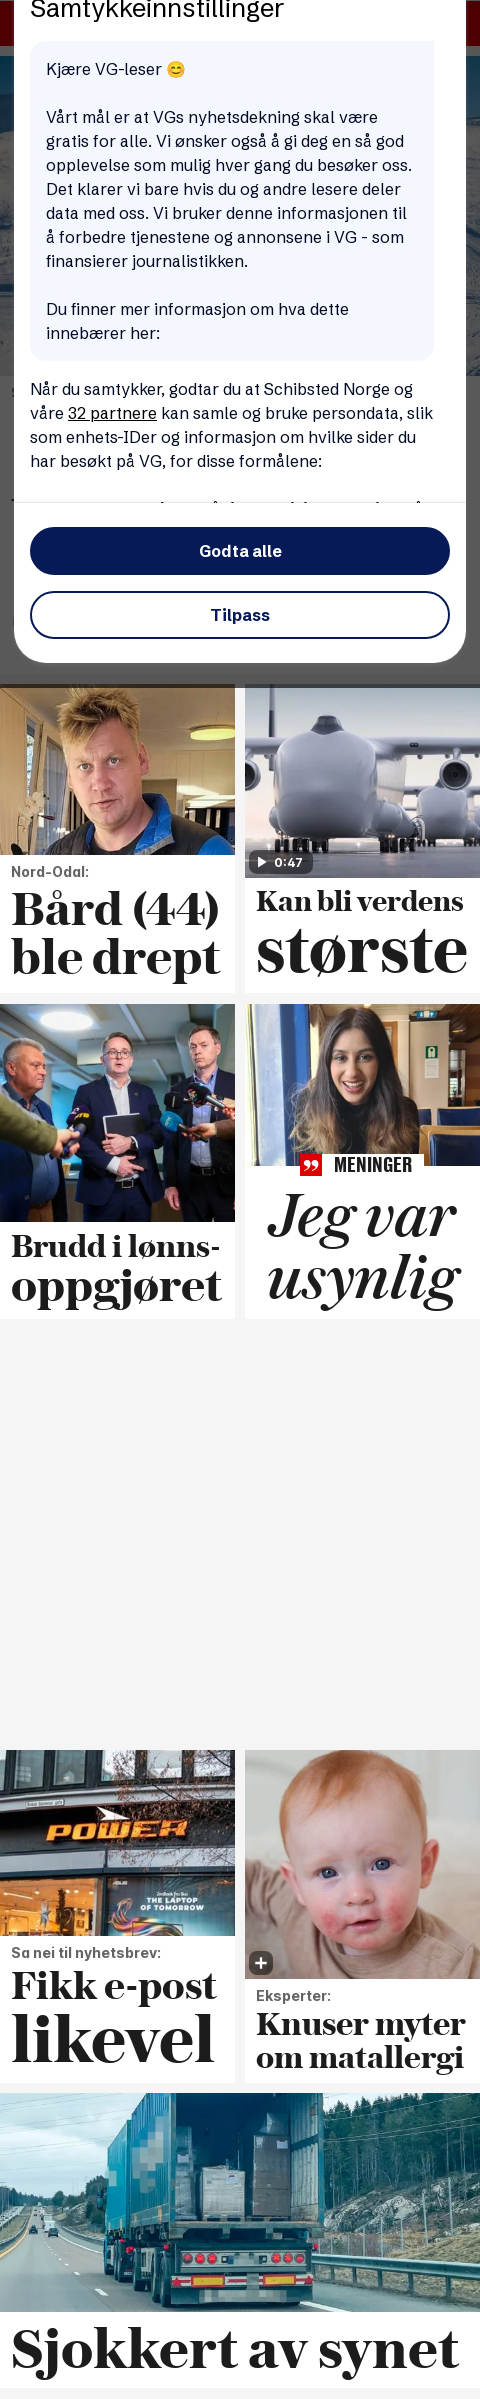 Samtykkeinnstillinger
Kjære VG-leser 😊
Vårt mål er at VGs nyhetsdekning skal være
gratis for alle. Vi ønsker også å gi deg en så god
opplevelse som mulig hver gang du besøker oss.
Det klarer vi bare hvis du og andre lesere deler
data med oss. Vi bruker denne informasjonen til
å forbedre tjenestene og annonsene i VG - som
finansierer journalistikken.
Du finner mer informasjon om hva dette
innebærer her:
Når du samtykker, godtar du at Schibsted Norge og
våre 32 partnere kan samle og bruke persondata, slik
som enhets-IDer og informasjon om hvilke sider du
har besøkt på VG, for disse formålene:
Godta alle
Tilpass
0:47
Nord-Odal:
Bård (44)
ble drept
Kan bli verdens
største
Brudd i lønns-
oppgjøret
MENINGER
Jeg var
usynlig
POWER
ASUS
THE LAPTOP
OF TOMORROW
Sa nei til nyhetsbrev:
Fikk e-post
likevel
Eksperter:
Knuser myter
om matallergi
Sjokkert av synet